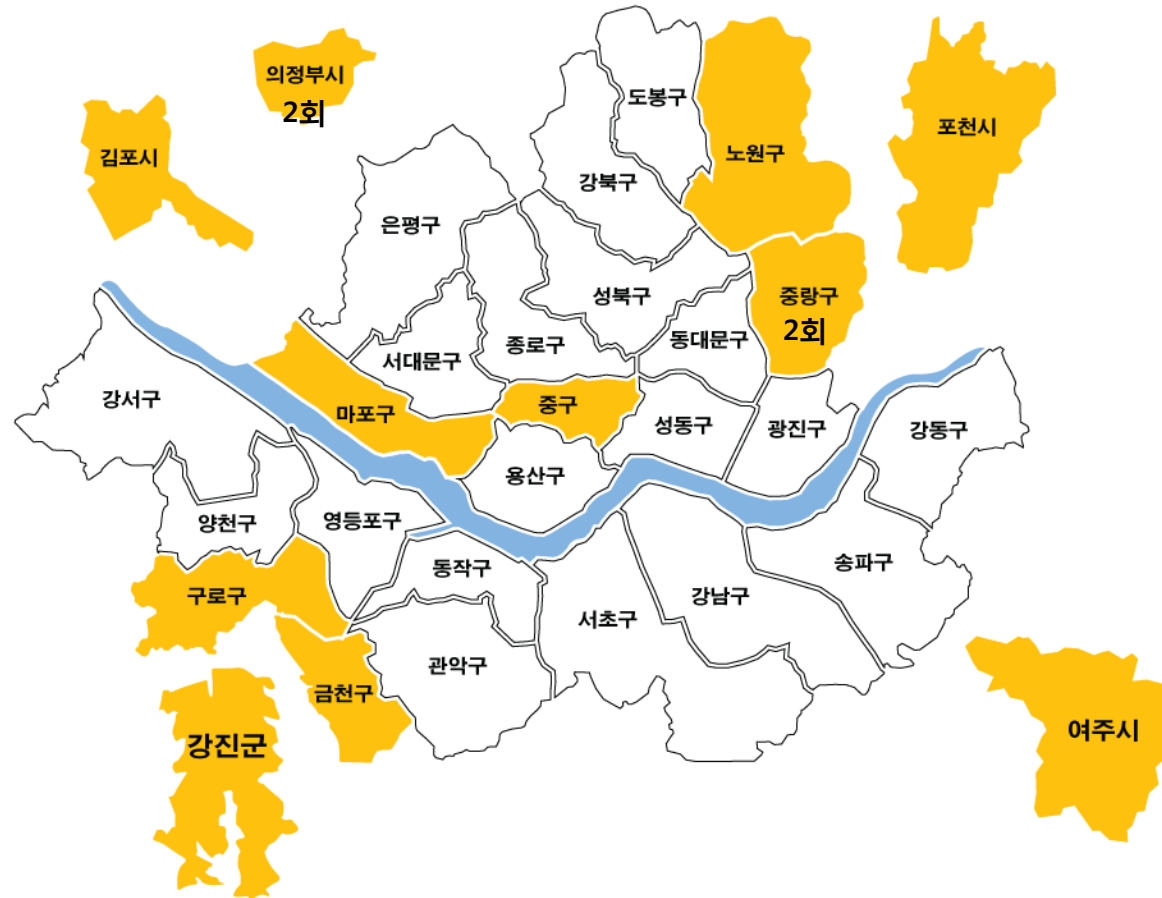 의정부시
2회
김포시
도봉구
노원구
포천시
강북구
은평구
성북구
중랑구
2회
동대문구
종로구
서대문구
강서구
마포구
중구
성동구
광진구
강동구
용산구
양천구
영등포구
동작구
송파구
구로구
강남구
서초구
관악구
금천구
강진군
여주시